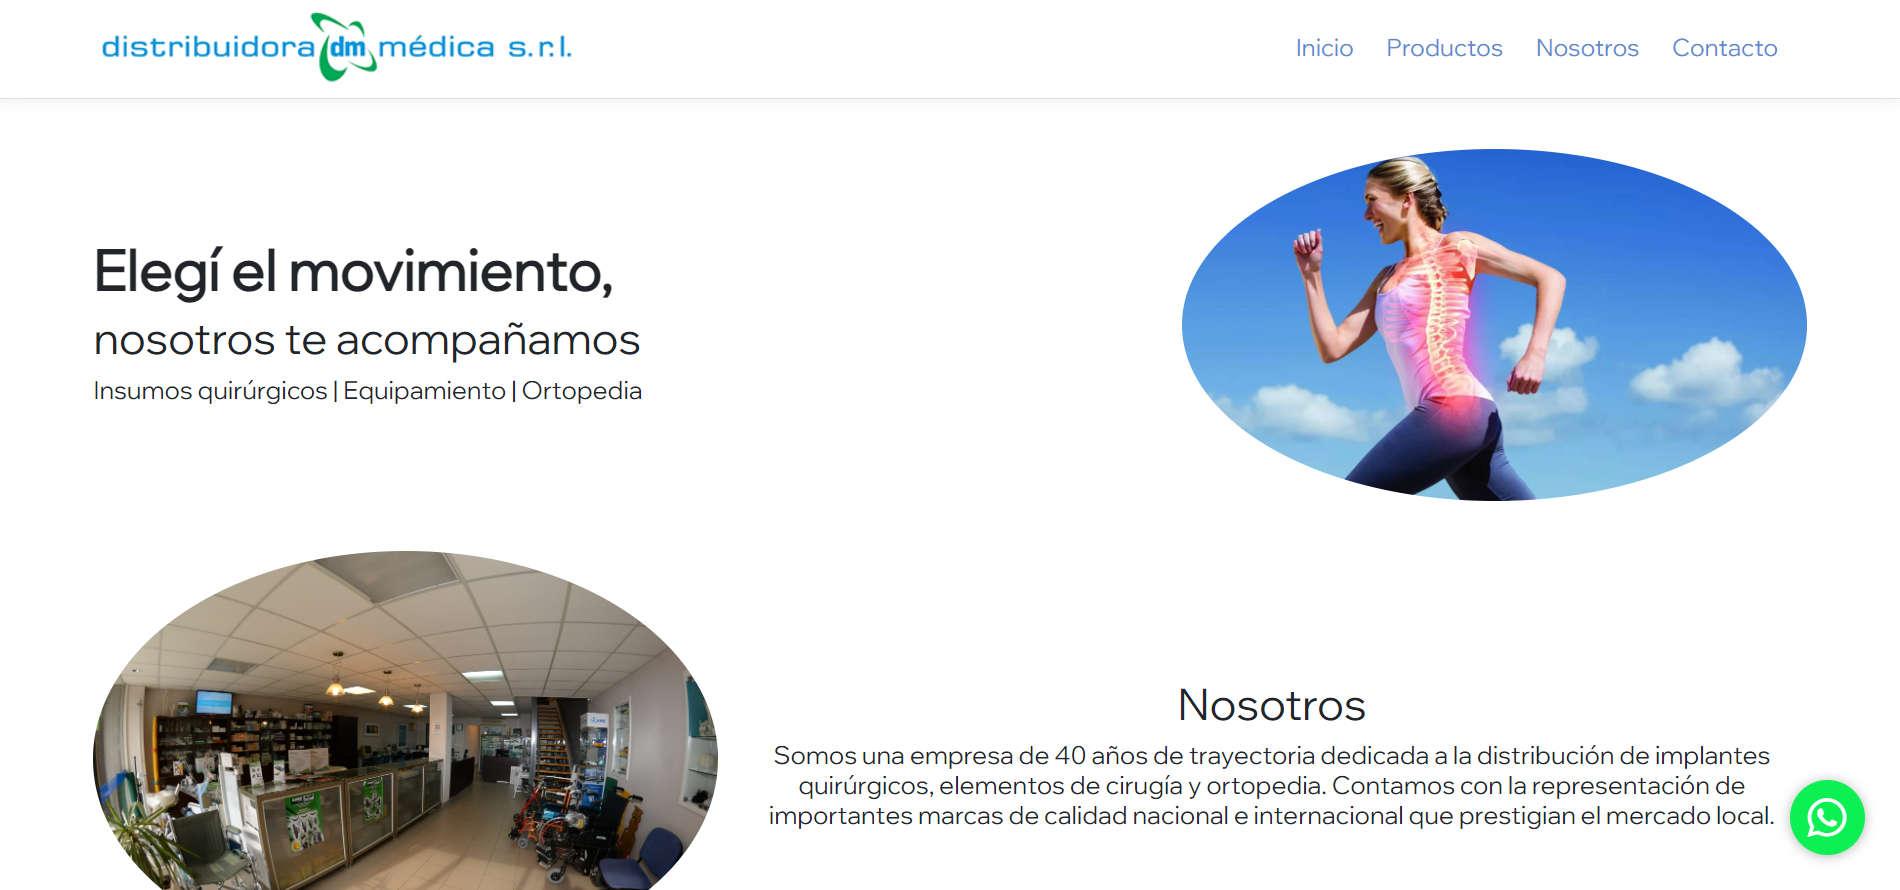 distribuidora dm médica s.r.l.
Inicio Productos Nosotros Contacto
Elegí el movimiento,
nosotros te acompañamos
Insumos quirúrgicos | Equipamiento | Ortopedia
Nosotros
Somos una empresa de 40 años de trayectoria dedicada a la distribución de implantes
quirúrgicos, elementos de cirugía y ortopedia. Contamos con la representación de
importantes marcas de calidad nacional e internacional que prestigian el mercado local.